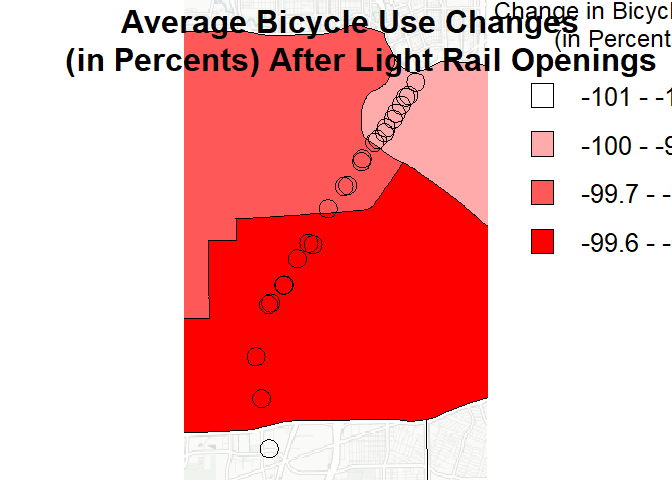 Average Bicycle Use Changes
(in Percents) After Light Rail Openings
Change in Bicycl
(in Percent
-101 - -1
-100 - -9
-99.7 - -
-99.6 - -